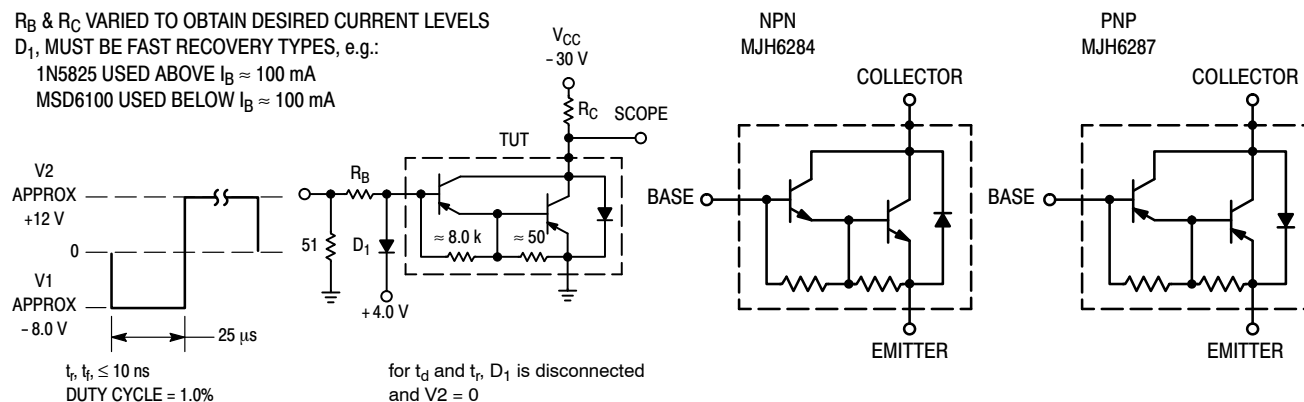 R_B & R_C VARIED TO OBTAIN DESIRED CURRENT LEVELS
D_1, MUST BE FAST RECOVERY TYPES, e.g.:
1N5825 USED ABOVE I_B ≈ 100 mA
MSD6100 USED BELOW I_B ≈ 100 mA
V_CC
- 30 V
R_C
SCOPE
TUT
V2
APPROX
+12 V
0
V1
APPROX
- 8.0 V
R_B
51
D_1
≈ 8.0 k
≈ 50
+ 4.0 V
25 μs
t_r, t_f, ≤ 10 ns
DUTY CYCLE = 1.0%
for t_d and t_r, D_1 is disconnected
and V2 = 0
NPN
MJH6284
COLLECTOR
BASE
EMITTER
PNP
MJH6287
COLLECTOR
BASE
EMITTER